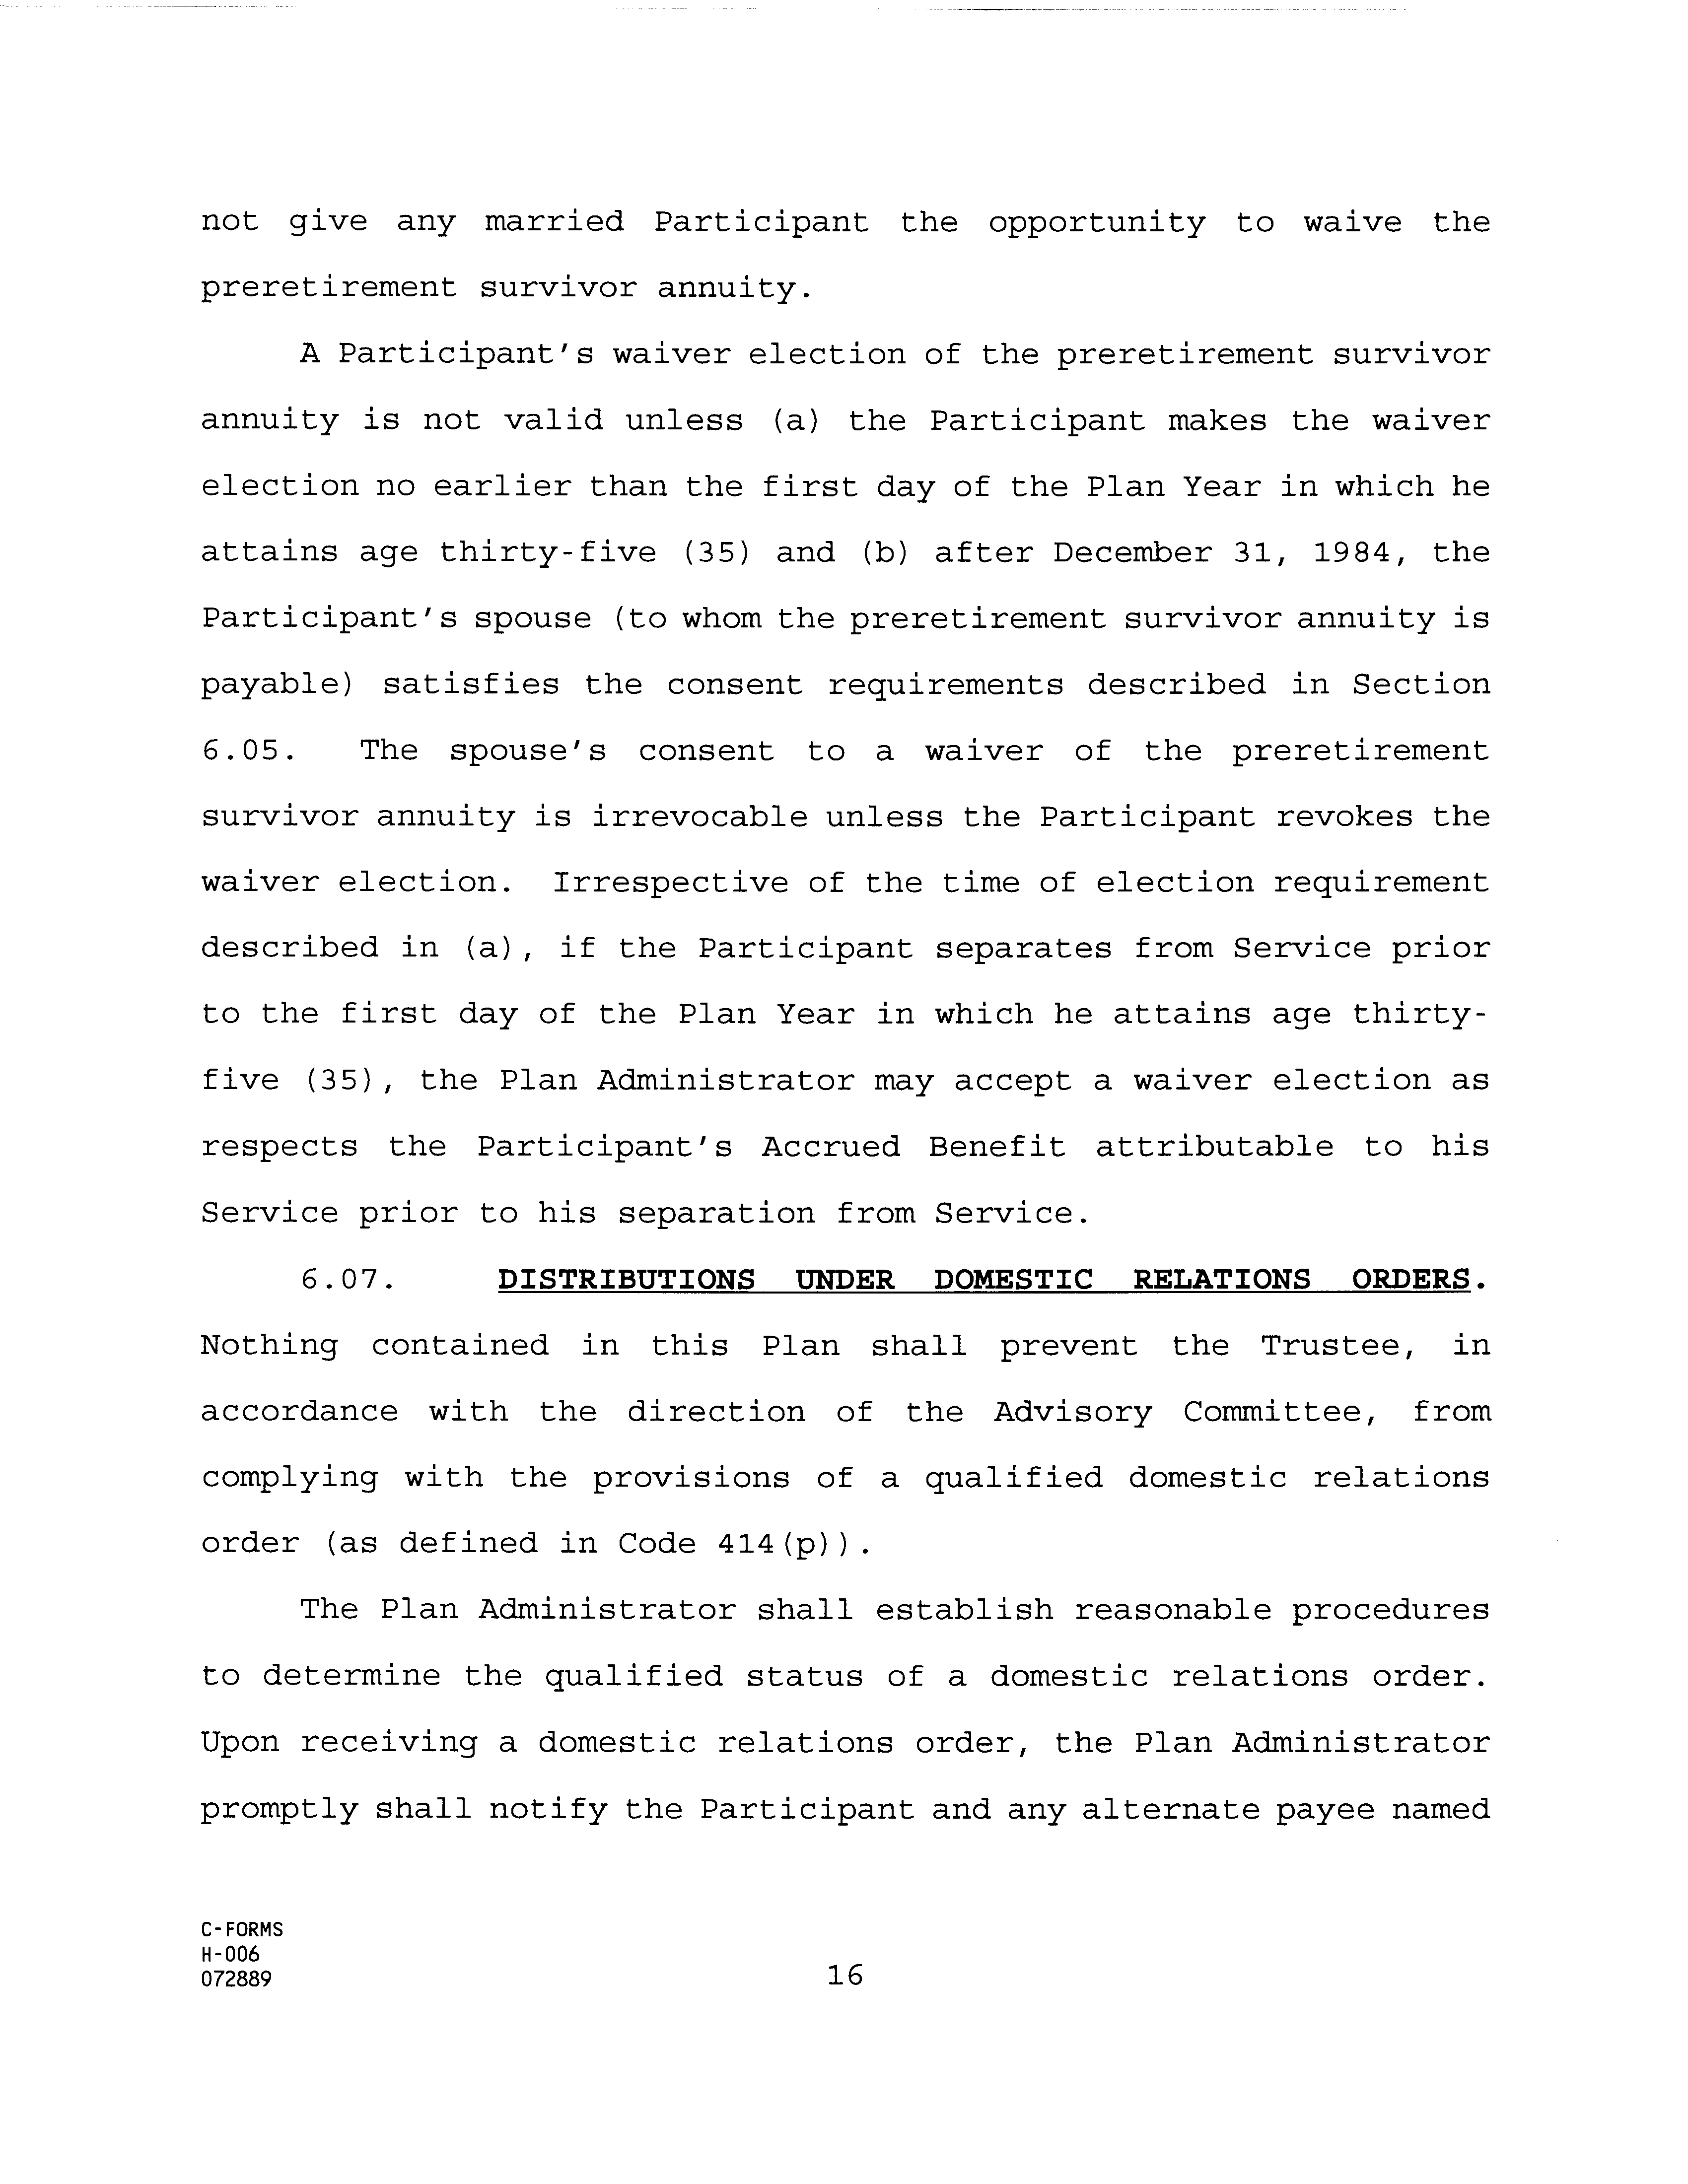 not give any married Participant the opportunity to waive the
preretirement survivor annuity.
A Participant's waiver election of the preretirement survivor
annuity is not valid unless (a) the Participant makes the waiver
election no earlier than the first day of the Plan Year in which he
attains age thirty-five (35) and (b) after December 31, 1984, the
Participant's spouse (to whom the preretirement survivor annuity is
payable) satisfies the consent requirements described in Section
6.05. The spouse's consent to a waiver of the preretirement
survivor annuity is irrevocable unless the Participant revokes the
waiver election. Irrespective of the time of election requirement
described in (a), if the Participant separates from Service prior
to the first day of the Plan Year in which he attains age thirty-
five (35), the Plan Administrator may accept a waiver election as
respects the Participant's Accrued Benefit attributable to his
Service prior to his separation from Service.
6.07. DISTRIBUTIONS UNDER DOMESTIC RELATIONS ORDERS.
Nothing contained in this Plan shall prevent the Trustee, in
accordance with the direction of the Advisory Committee, from
complying with the provisions of a qualified domestic relations
order (as defined in Code 414(p)).
The Plan Administrator shall establish reasonable procedures
to determine the qualified status of a domestic relations order.
Upon receiving a domestic relations order, the Plan Administrator
promptly shall notify the Participant and any alternate payee named
C-FORMS
H-006
072889
16